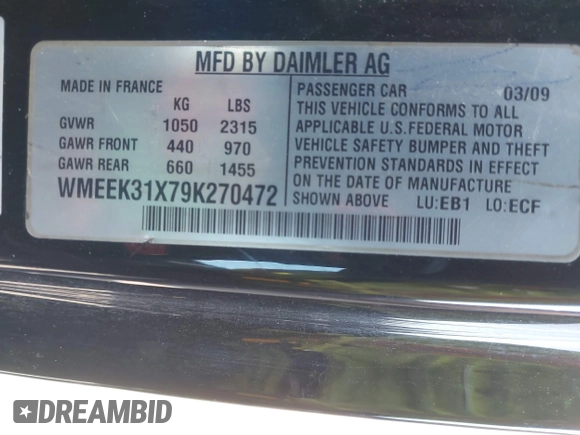 MFD BY DAIMLER AG
MADE IN FRANCE
KG LBS
GVWR 1050 2315
GAWR FRONT 440 970
GAWR REAR 660 1455
WMEEK31X79K270472
PASSENGER CAR 03/09
THIS VEHICLE CONFORMS TO ALL
APPLICABLE U.S.FEDERAL MOTOR
VEHICLE SAFETY BUMPER AND THEFT
PREVENTION STANDARDS IN EFFECT
ON THE DATE OF MANUFACTURE
SHOWN ABOVE LU:EB1 LO:ECF
DREAMBID